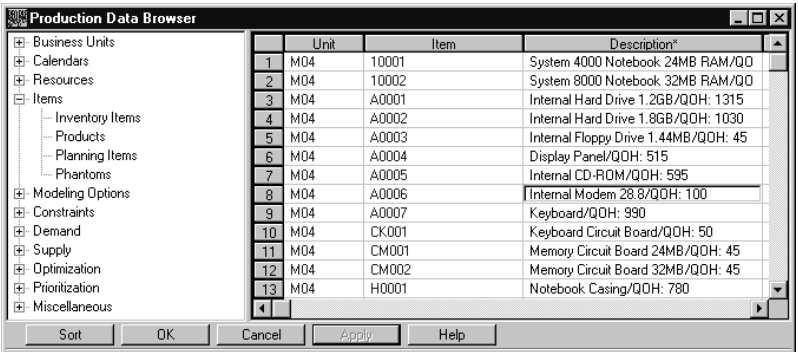 Production Data Browser
Business Units
Calendars
Resources
Items
Inventory Items
Products
Planning Items
Phantoms
Modeling Options
Constraints
Demand
Supply
Optimization
Prioritization
Miscellaneous
Unit Item Description*
1 M04 10001 System 4000 Notebook 24MB RAM/QO
2 M04 10002 System 8000 Notebook 32MB RAM/QO
3 M04 A0001 Internal Hard Drive 1.2GB/QOH: 1315
4 M04 A0002 Internal Hard Drive 1.8GB/QOH: 1030
5 M04 A0003 Internal Floppy Drive 1.44MB/QOH: 45
6 M04 A0004 Display Panel/QOH: 515
7 M04 A0005 Internal CD-ROM/QOH: 595
8 M04 A0006 Internal Modem 28.8/QOH: 100
9 M04 A0007 Keyboard/QOH: 990
10 M04 CK001 Keyboard Circuit Board/QOH: 50
11 M04 CM001 Memory Circuit Board 24MB/QOH: 45
12 M04 CM002 Memory Circuit Board 32MB/QOH: 45
13 M04 H0001 Notebook Casing/QOH: 780
Sort OK Cancel Apply Help